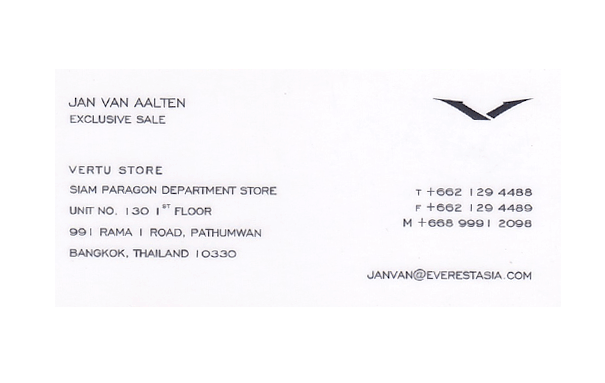 JAN VAN AALTEN
EXCLUSIVE SALE
VERTU STORE
SIAM PARAGON DEPARTMENT STORE
UNIT NO. 130 1ST FLOOR
991 RAMA 1 ROAD, PATHUMWAN
BANGKOK, THAILAND 10330
T +662 129 4488
F +662 129 4489
M +668 9991 2098
JANVAN@EVERESTASIA.COM